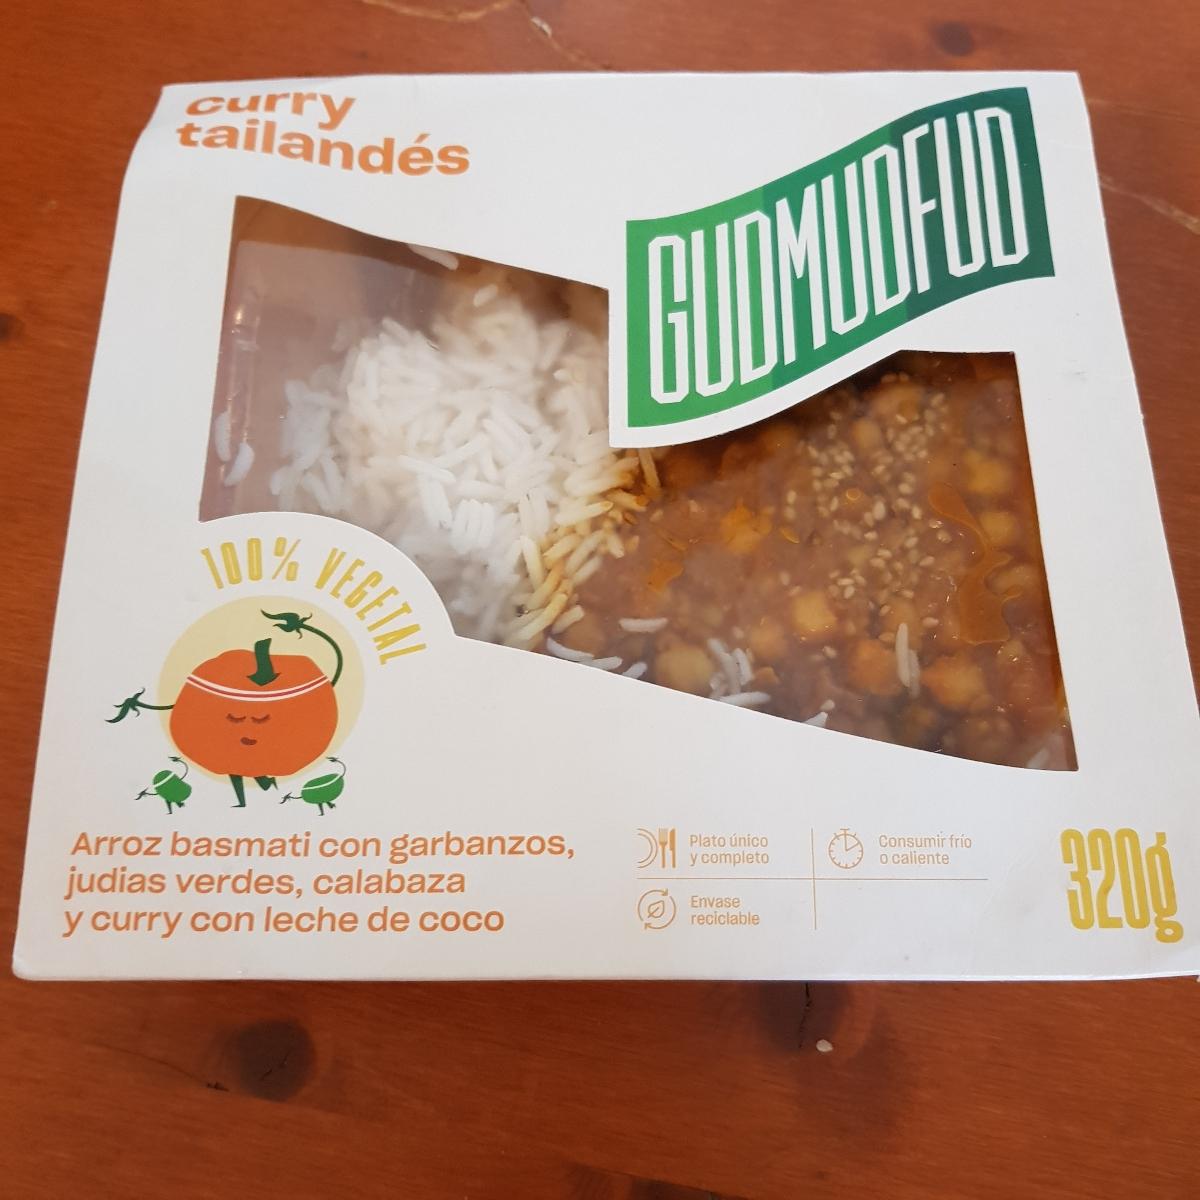 curry
tailandés
GUDMUDFUD
100% VEGETAL
Arroz basmati con garbanzos,
judias verdes, calabaza
y curry con leche de coco
Plato único
y completo
Consumir frío
o caliente
Envase
reciclable
320g